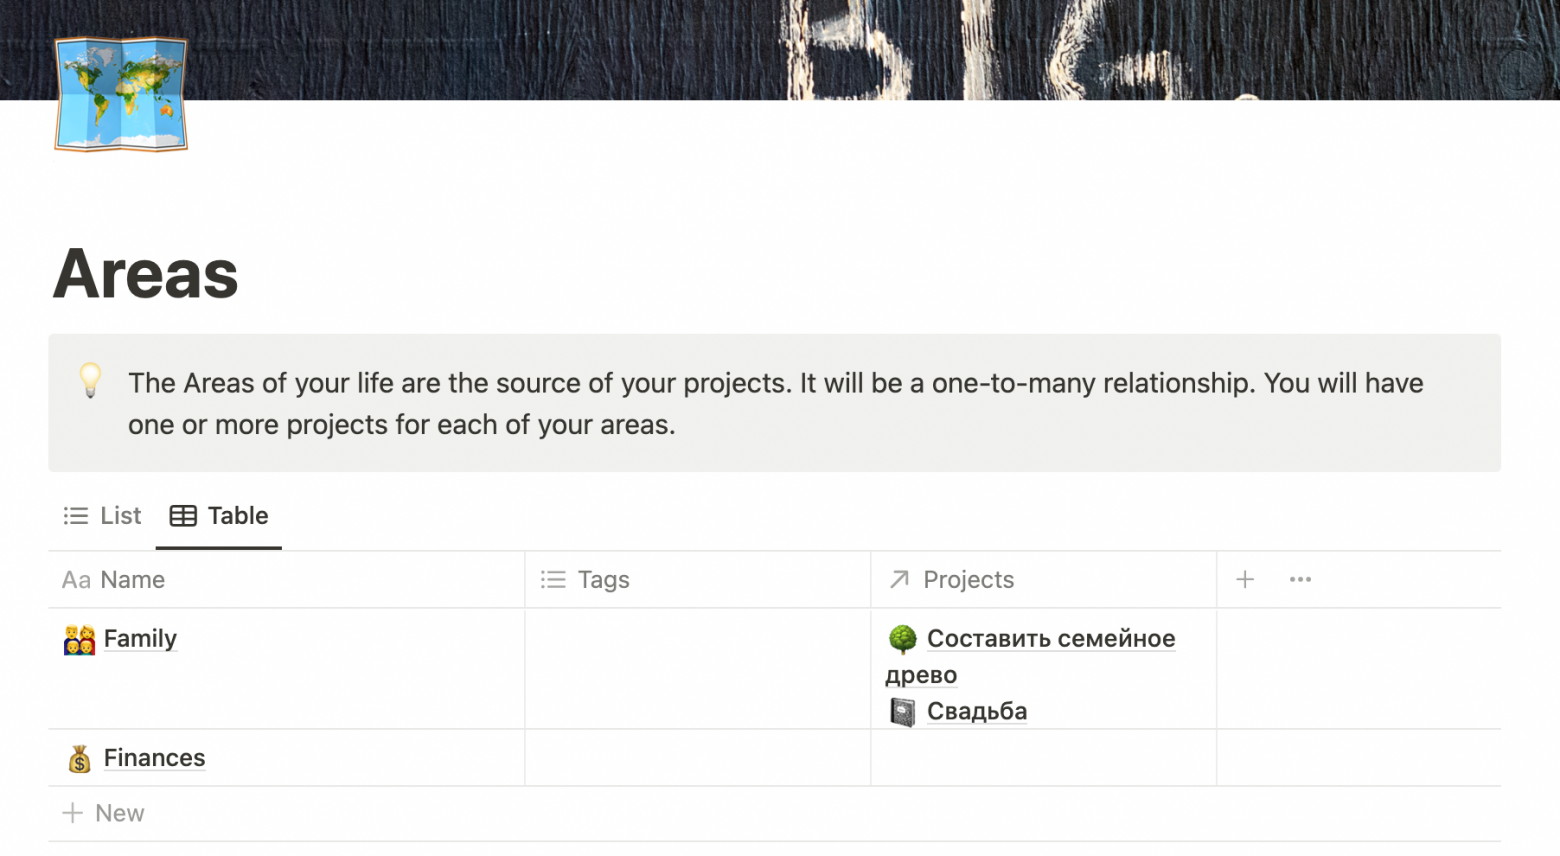 BIG.
Areas
The Areas of your life are the source of your projects. It will be a one-to-many relationship. You will have
one or more projects for each of your areas.
List Table
Aa Name Tags Projects
Family Составить семейное
древо
Свадьба
Finances
New